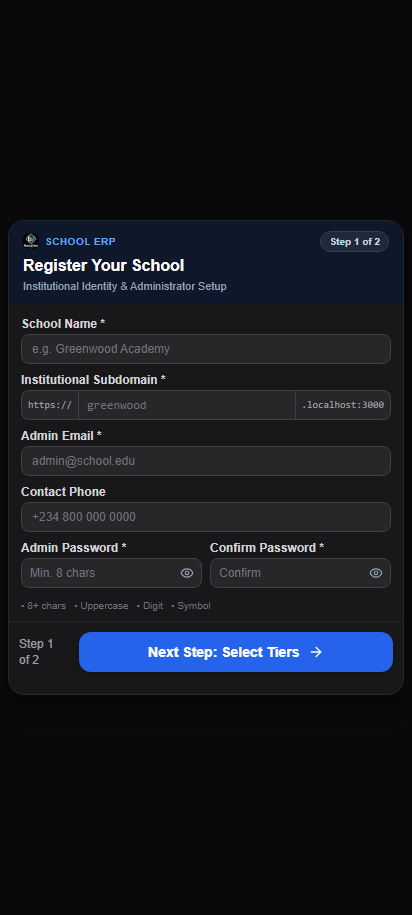 SCHOOL ERP
Step 1 of 2
Register Your School
Institutional Identity & Administrator Setup
School Name *
e.g. Greenwood Academy
Institutional Subdomain *
https:// greenwood .localhost:3000
Admin Email *
admin@school.edu
Contact Phone
+234 800 000 0000
Admin Password * Confirm Password *
Min. 8 chars Confirm
• 8+ chars • Uppercase • Digit • Symbol
Step 1
of 2
Next Step: Select Tiers →